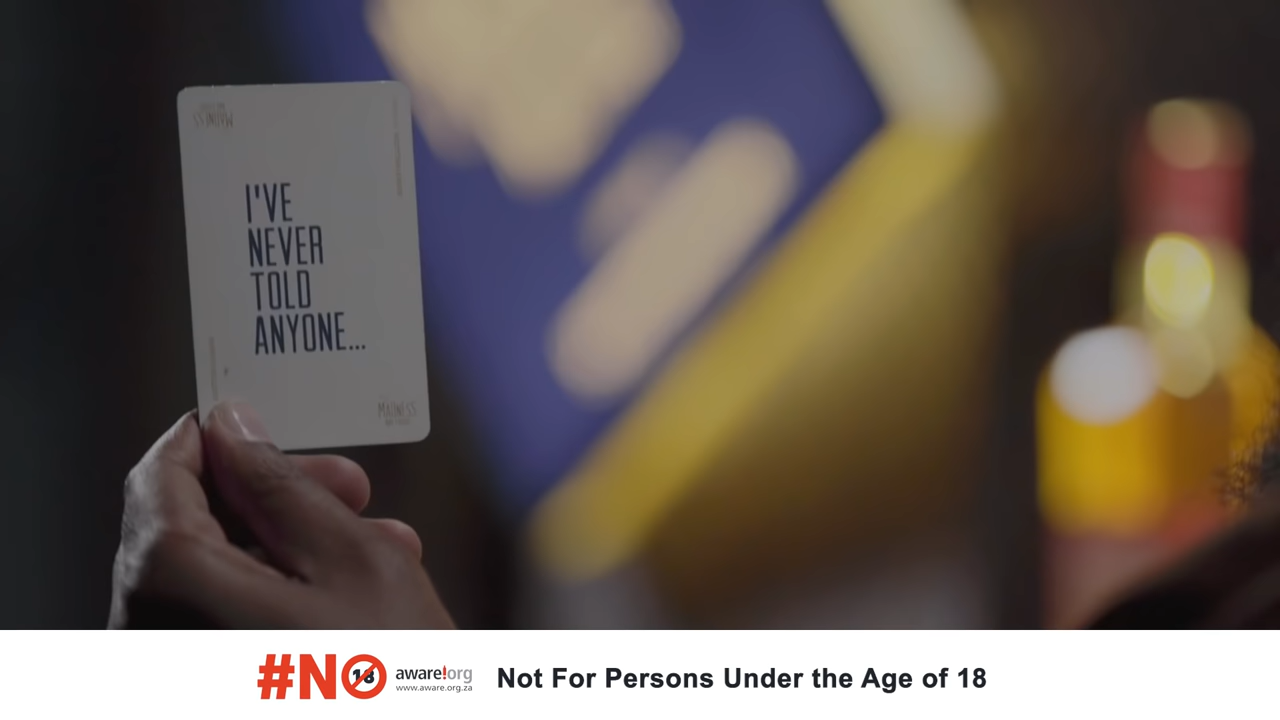 I'VE
NEVER
TOLD
ANYONE...
MADNESS
#NO 18
aware!org
www.aware.org.za
Not For Persons Under the Age of 18